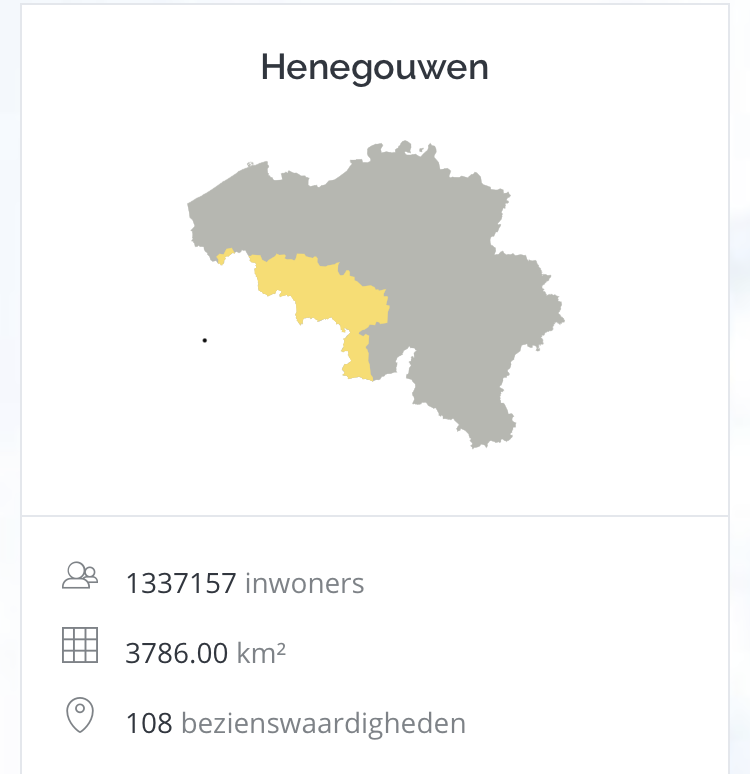 Henegouwen
1337157 inwoners
3786.00 km²
108 bezienswaardigheden